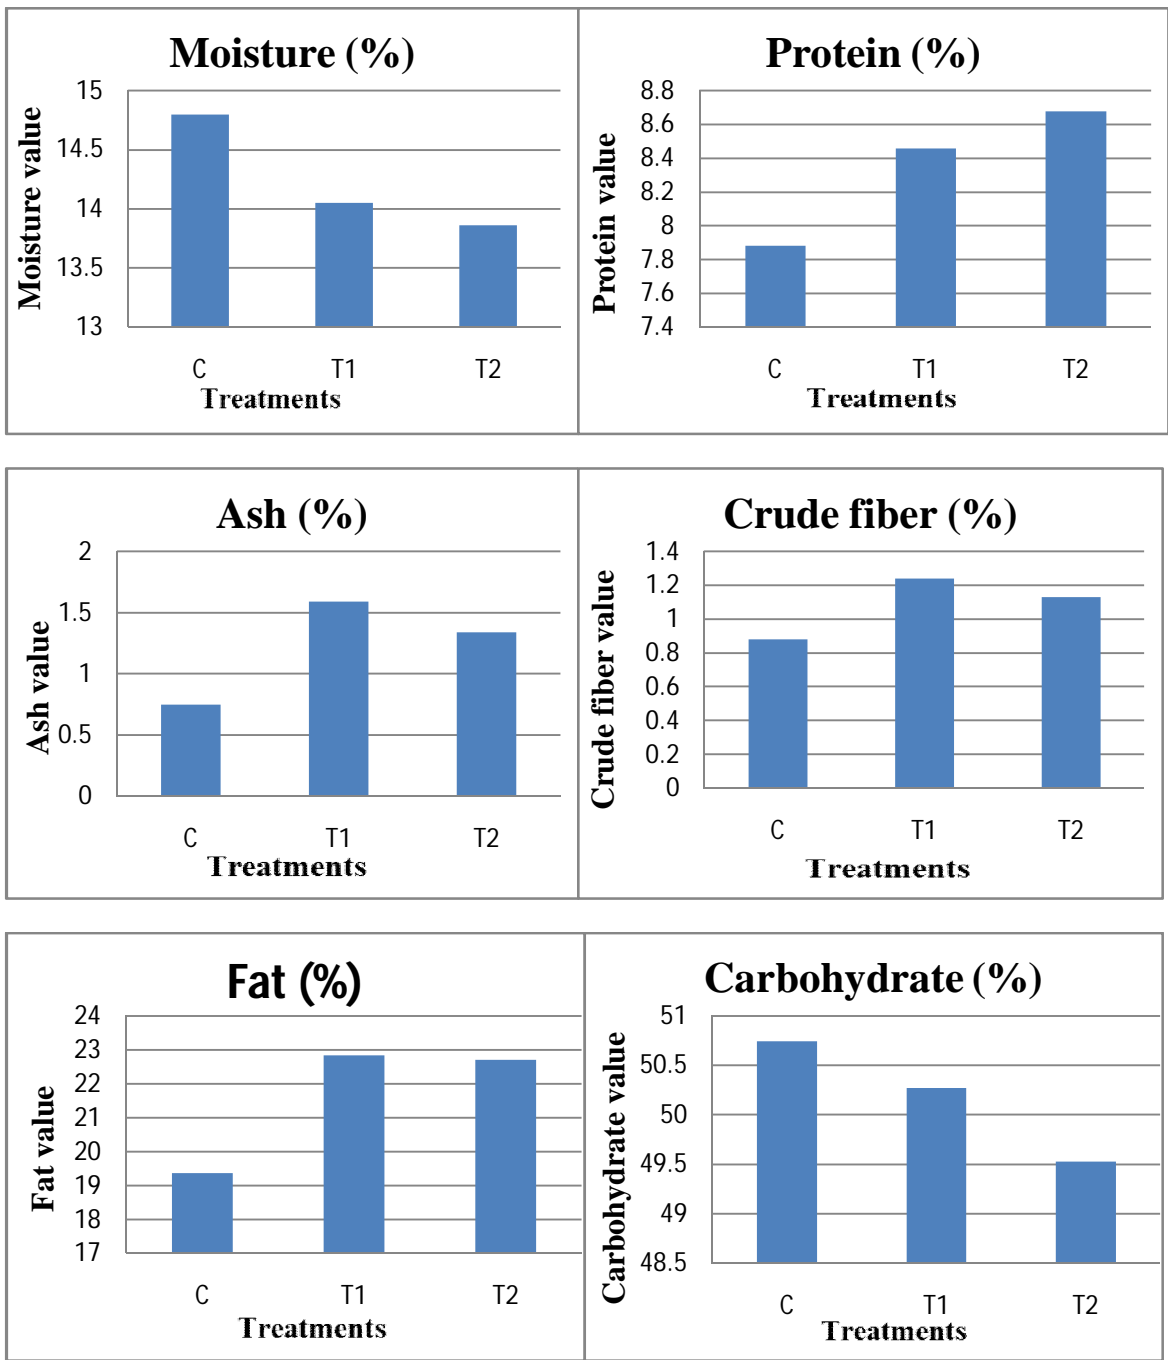 Moisture (%)
Moisture value
15
14.5
14
13.5
13
C T1 T2
Treatments
Protein (%)
Protein value
8.8
8.6
8.4
8.2
8
7.8
7.6
7.4
C T1 T2
Treatments
Ash (%)
Ash value
2
1.5
1
0.5
0
C T1 T2
Treatments
Crude fiber (%)
Crude fiber value
1.4
1.2
1
0.8
0.6
0.4
0.2
0
C T1 T2
Treatments
Fat (%)
Fat value
24
23
22
21
20
19
18
17
C T1 T2
Treatments
Carbohydrate (%)
Carbohydrate value
51
50.5
50
49.5
49
48.5
C T1 T2
Treatments